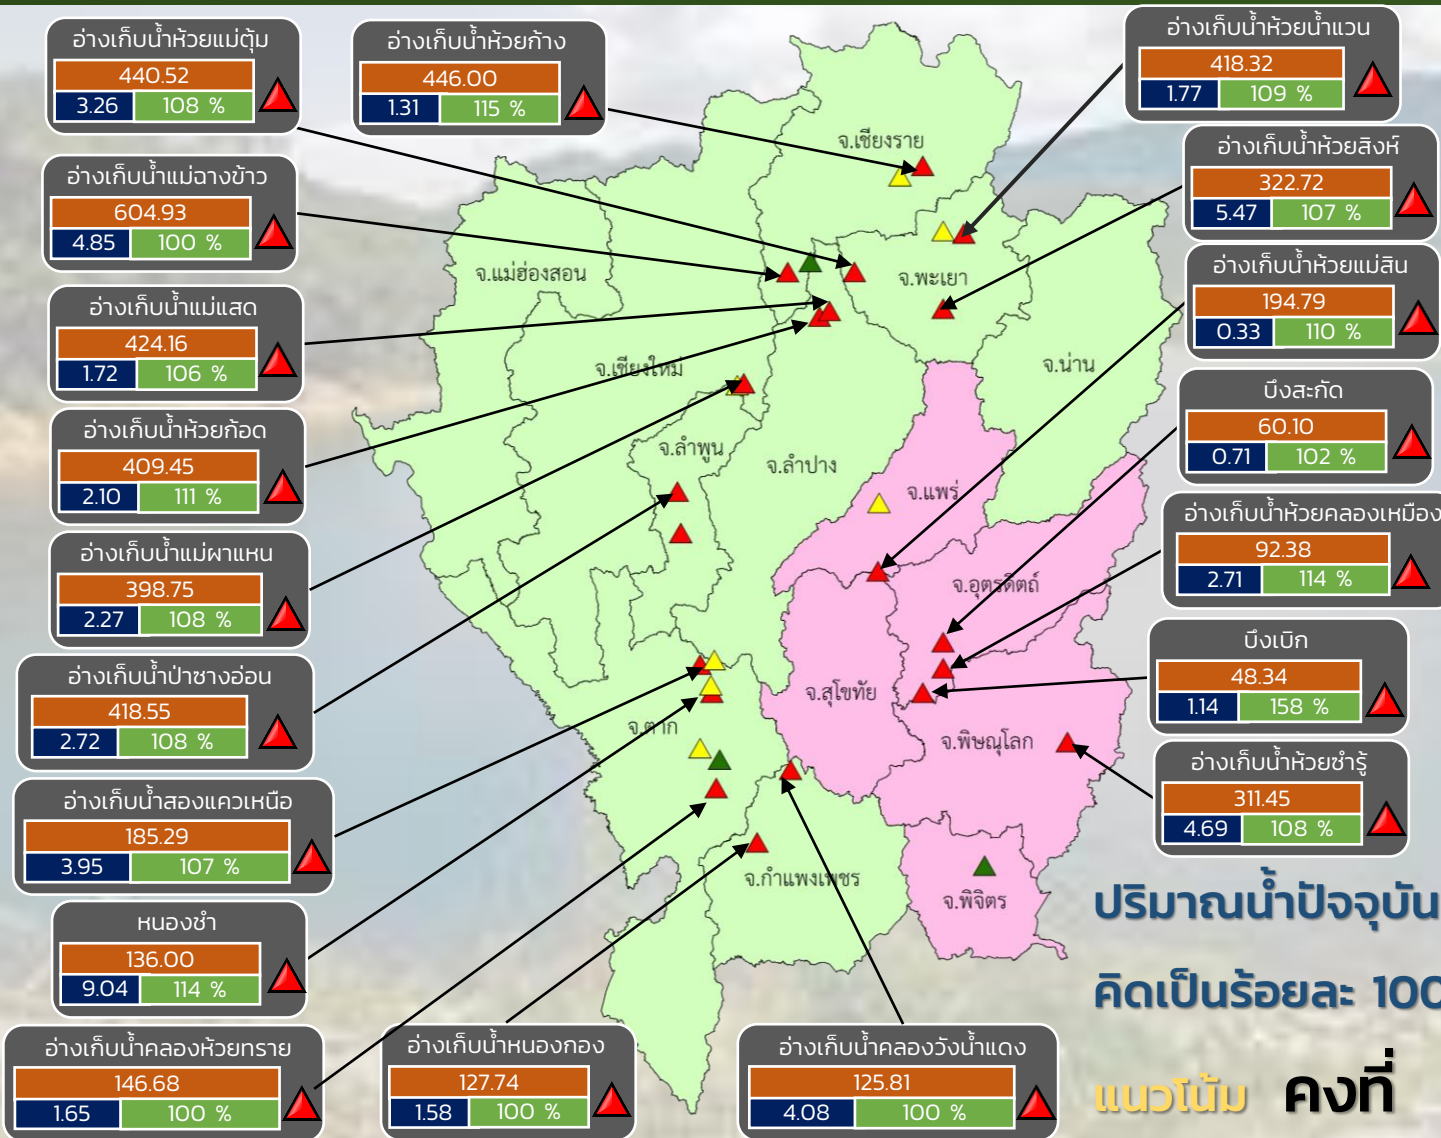 อ่างเก็บน้ำห้วยแม่ตุ้ม
440.52
3.26 108 %
อ่างเก็บน้ำห้วยก้าง
446.00
1.31 115 %
อ่างเก็บน้ำห้วยน้ำแวน
418.32
1.77 109 %
อ่างเก็บน้ำแม่ฉางข้าว
604.93
4.85 100 %
อ่างเก็บน้ำห้วยสิงห์
322.72
5.47 107 %
อ่างเก็บน้ำแม่แสด
424.16
1.72 106 %
อ่างเก็บน้ำห้วยแม่สิน
194.79
0.33 110 %
อ่างเก็บน้ำห้วยก้อด
409.45
2.10 111 %
บึงสะกัด
60.10
0.71 102 %
อ่างเก็บน้ำแม่ผาแหน
398.75
2.27 108 %
อ่างเก็บน้ำห้วยคลองเหมือง
92.38
2.71 114 %
อ่างเก็บน้ำป่าซางอ่อน
418.55
2.72 108 %
บึงเบิก
48.34
1.14 158 %
อ่างเก็บน้ำสองแควเหนือ
185.29
3.95 107 %
อ่างเก็บน้ำห้วยซำรู้
311.45
4.69 108 %
หนองชำ
136.00
9.04 114 %
อ่างเก็บน้ำคลองห้วยทราย
146.68
1.65 100 %
อ่างเก็บน้ำหนองกอง
127.74
1.58 100 %
อ่างเก็บน้ำคลองวังน้ำแดง
125.81
4.08 100 %
จ.เชียงราย
จ.แม่ฮ่องสอน
จ.พะเยา
จ.เชียงใหม่
จ.น่าน
จ.ลำพูน
จ.ลำปาง
จ.แพร่
จ.อุตรดิตถ์
จ.สุโขทัย
จ.ตาก
จ.พิษณุโลก
จ.กำแพงเพชร
จ.พิจิตร
ปริมาณน้ำปัจจุบัน
คิดเป็นร้อยละ 100
แนวโน้ม คงที่